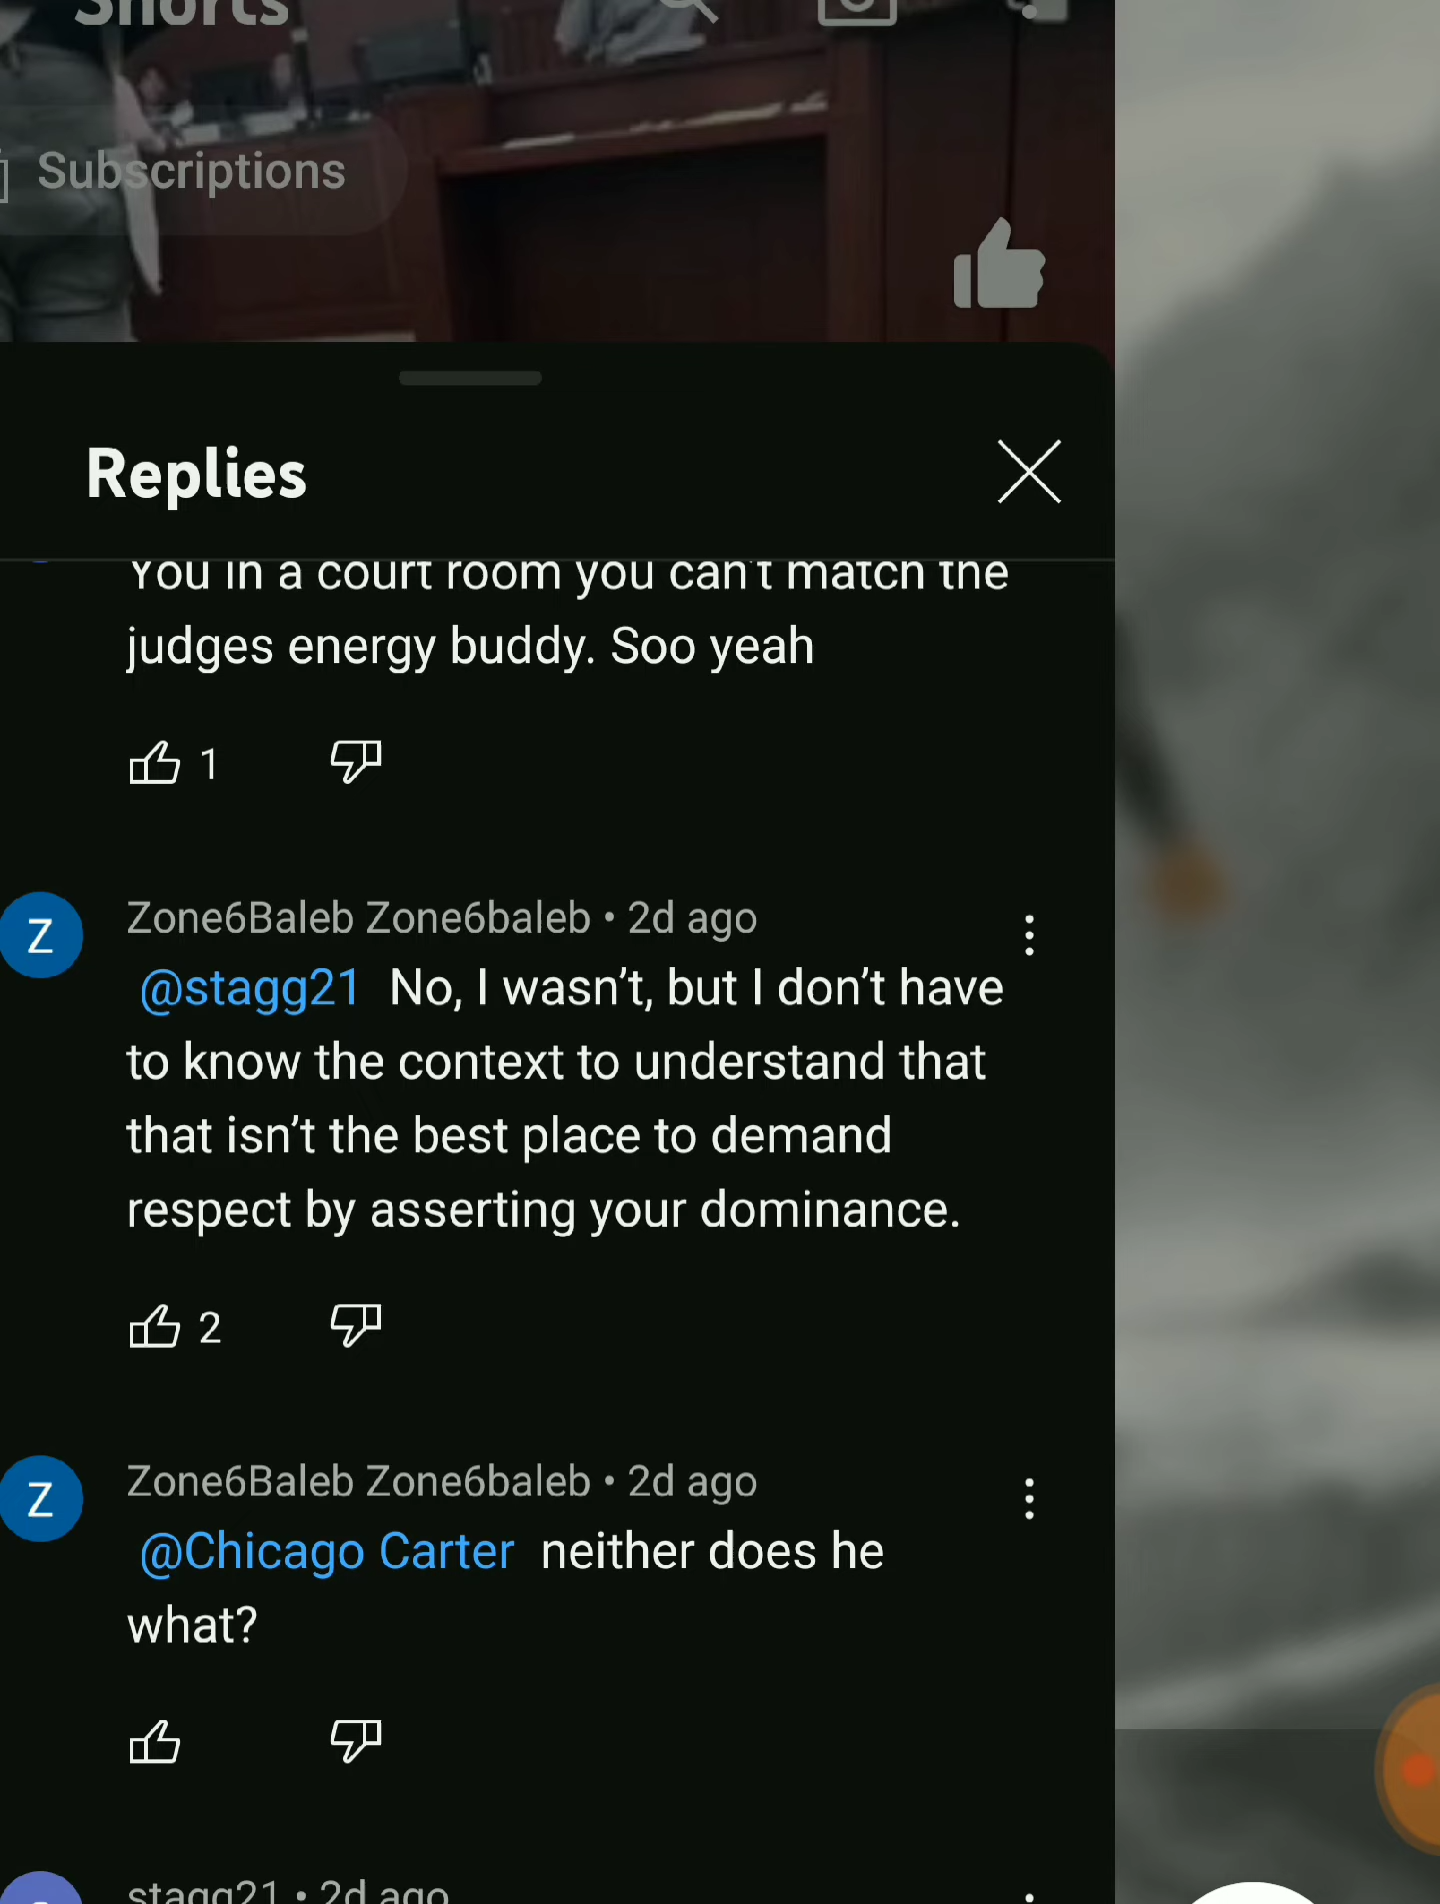 Shorts
Subscriptions
Replies
You in a court room you can't match the
judges energy buddy. Soo yeah
1
Z
Zone6Baleb Zone6baleb • 2d ago
@stagg21 No, I wasn’t, but I don’t have
to know the context to understand that
that isn’t the best place to demand
respect by asserting your dominance.
2
Z
Zone6Baleb Zone6baleb • 2d ago
@Chicago Carter neither does he
what?
stagg21 • 2d ago